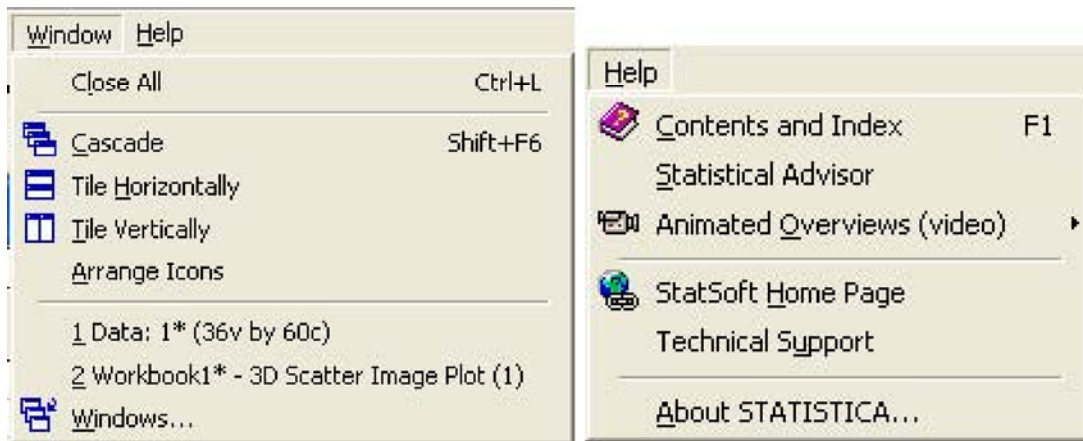 Window Help
Close All Ctrl+L
Cascade Shift+F6
Tile Horizontally
Tile Vertically
Arrange Icons
1 Data: 1* (36v by 60c)
2 Workbook1* - 3D Scatter Image Plot (1)
Windows...
Help
Contents and Index F1
Statistical Advisor
Animated Overviews (video)
StatSoft Home Page
Technical Support
About STATISTICA...